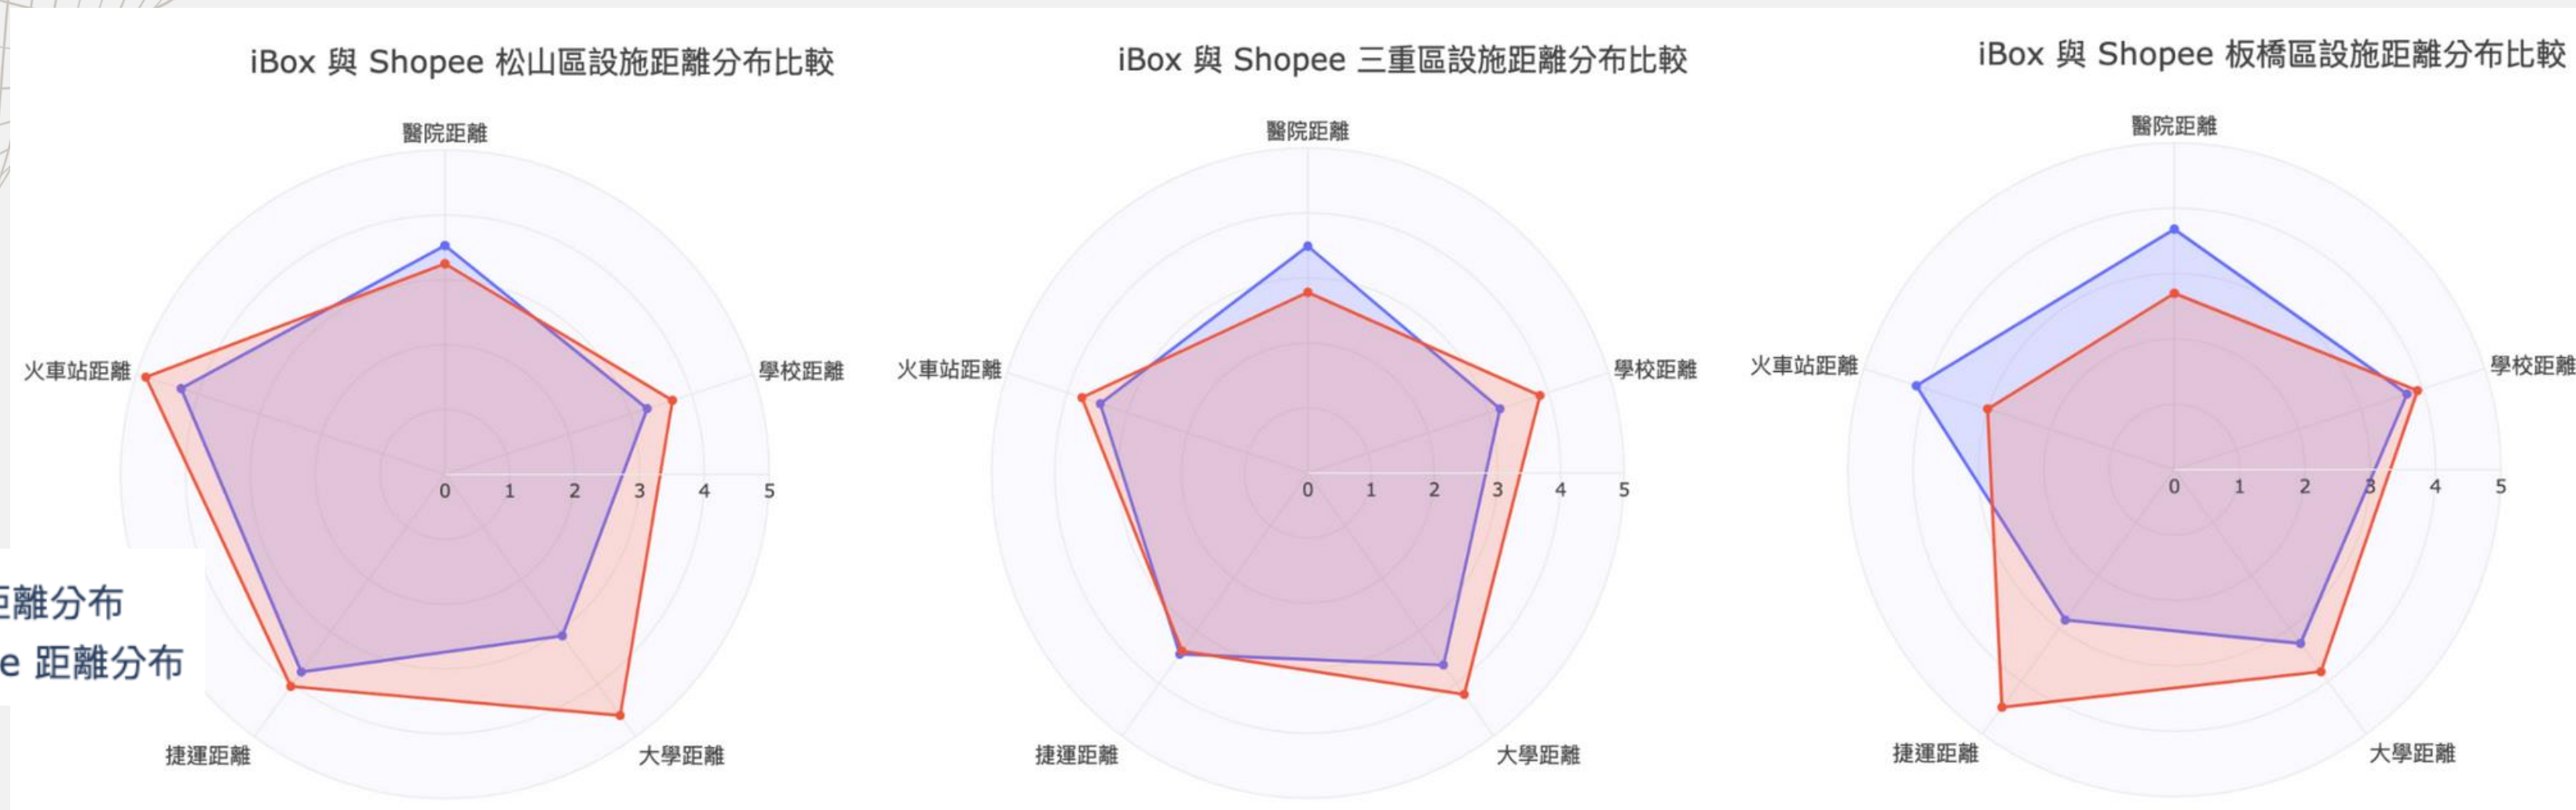 iBox 與 Shopee 松山區設施距離分布比較
醫院距離
火車站距離
學校距離
0 1 2 3 4 5
捷運距離
大學距離
iBox 與 Shopee 三重區設施距離分布比較
醫院距離
火車站距離
學校距離
0 1 2 3 4 5
捷運距離
大學距離
iBox 與 Shopee 板橋區設施距離分布比較
醫院距離
火車站距離
學校距離
0 1 2 3 4 5
捷運距離
大學距離
距離分布
e 距離分布